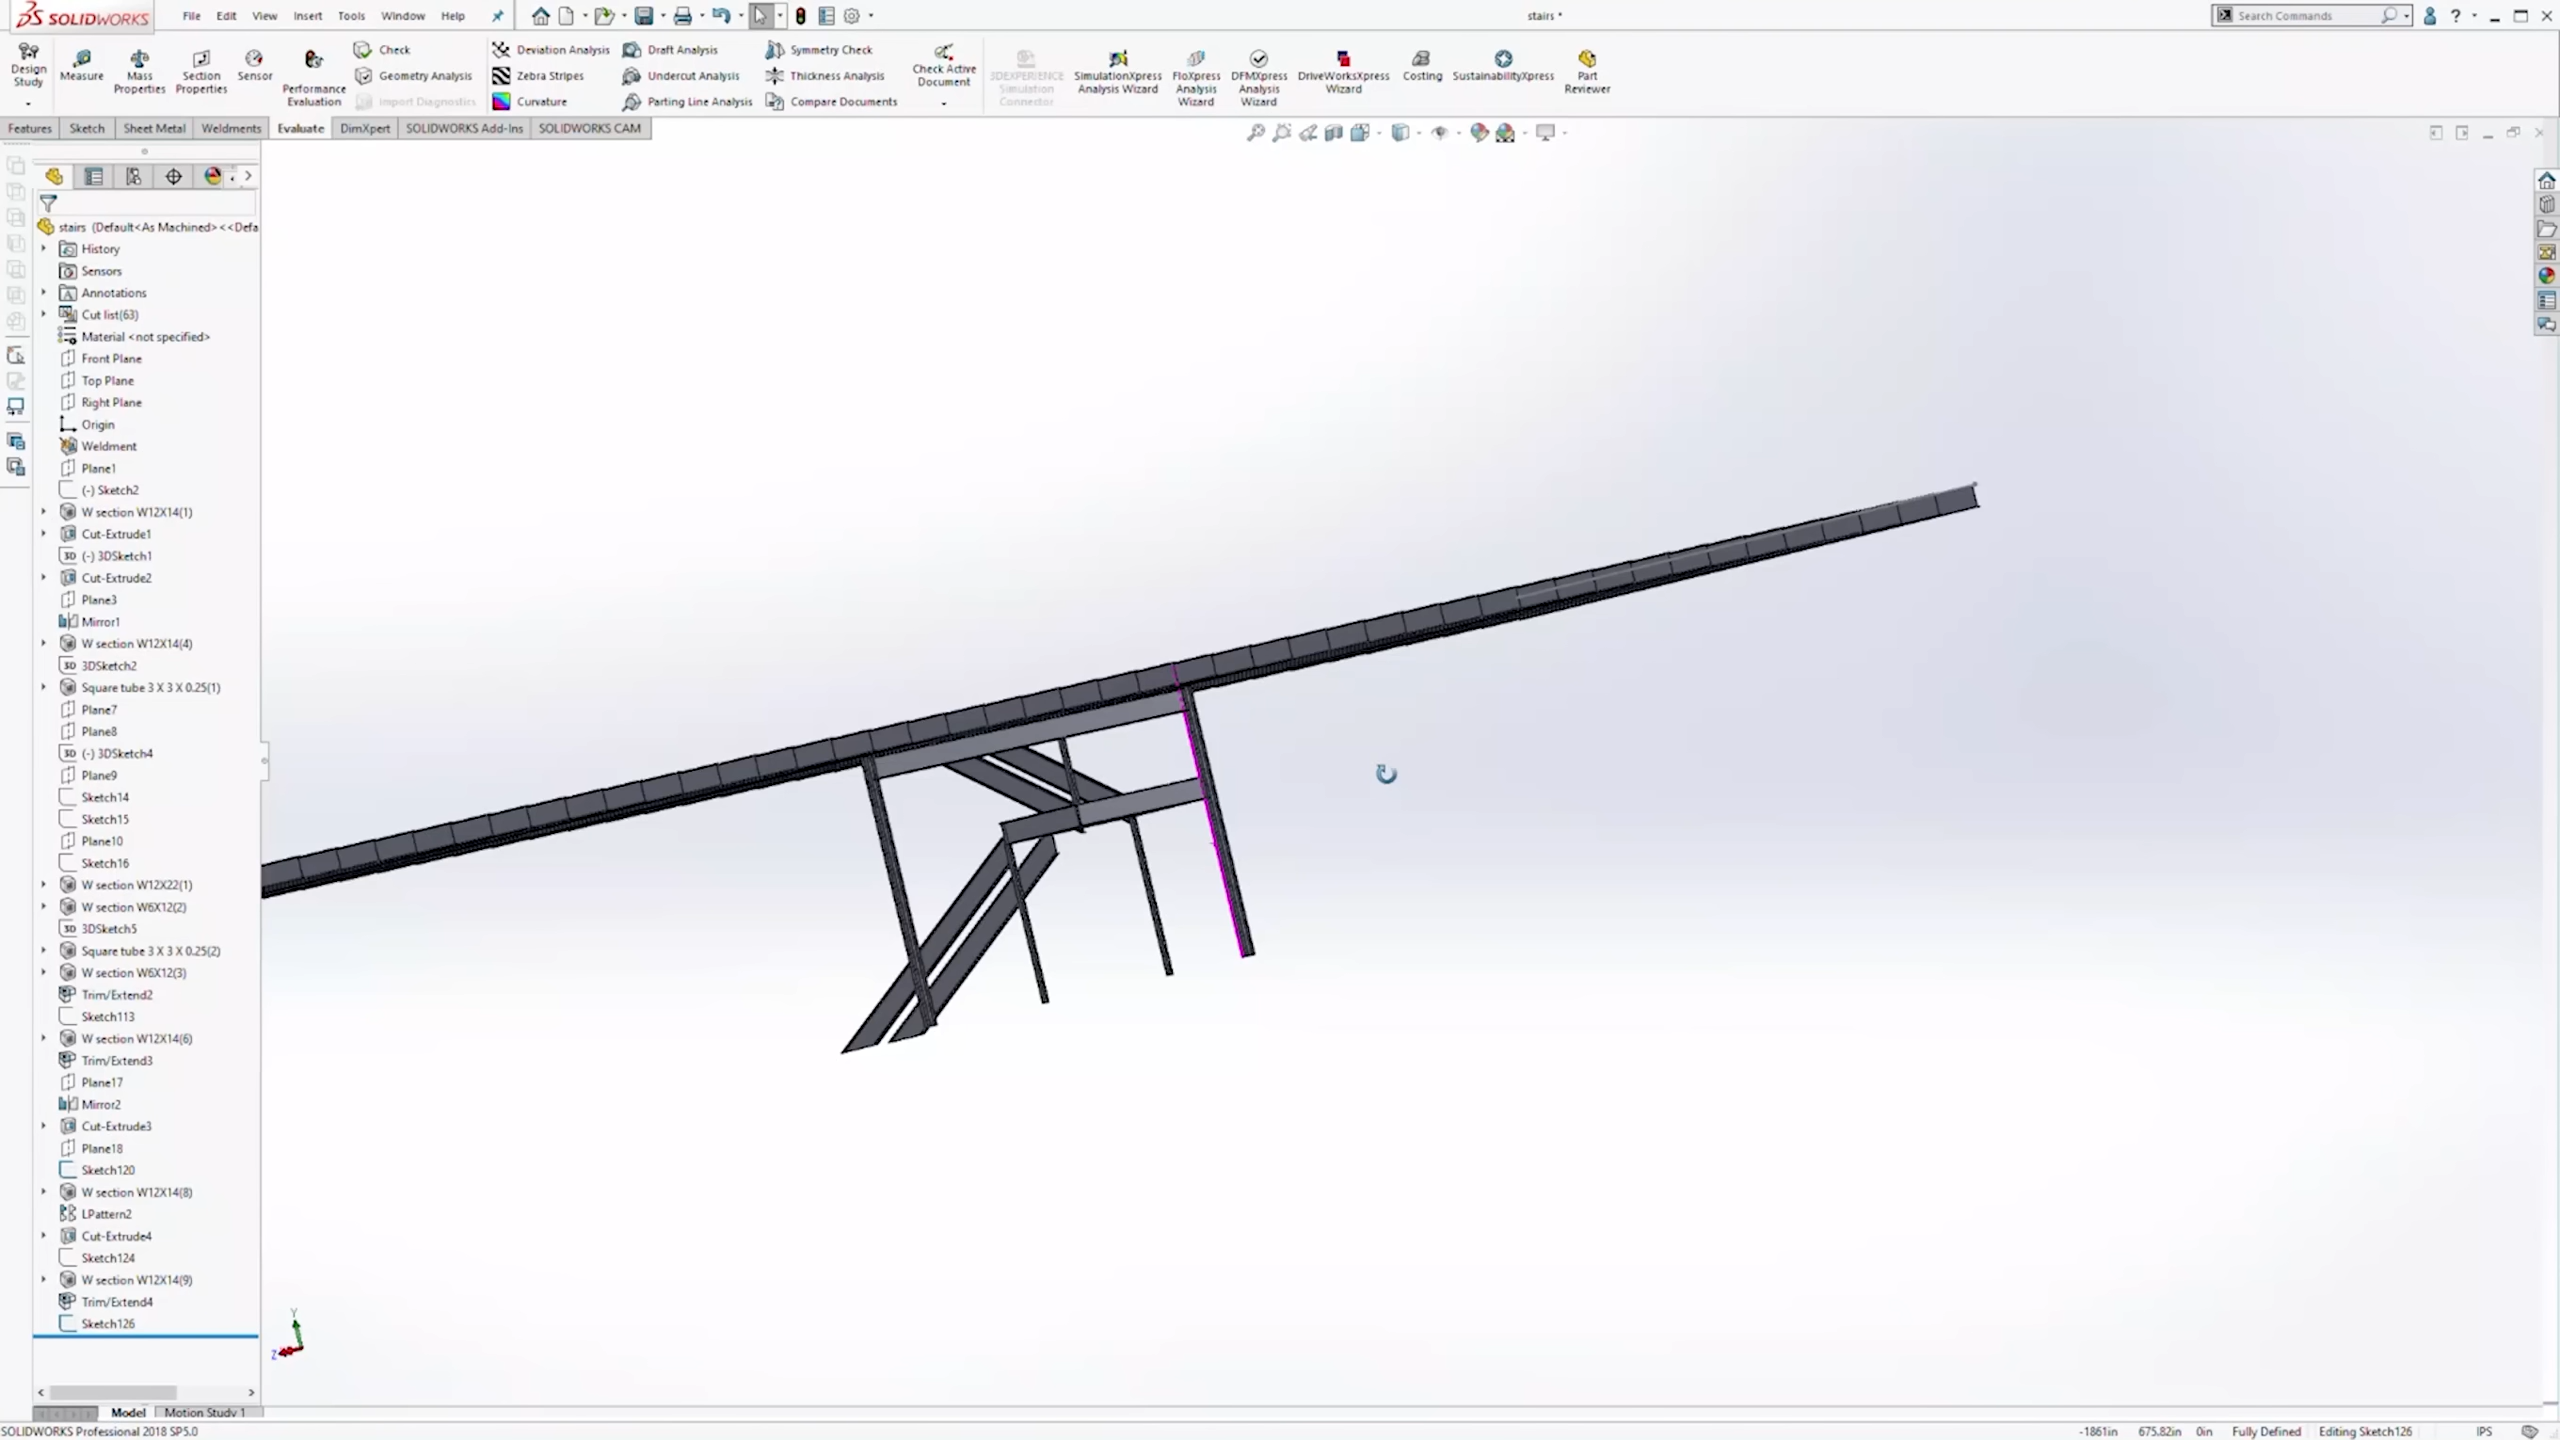 SOLIDWORKS File Edit View Insert Tools Window Help stairs * Search Commands
Design Study
Measure
Mass Properties
Section Properties
Sensor
Performance Evaluation
Check
Geometry Analysis
Import Diagnostics
Deviation Analysis
Zebra Stripes
Curvature
Draft Analysis
Undercut Analysis
Parting Line Analysis
Symmetry Check
Thickness Analysis
Compare Documents
Check Active Document
3DEXPERIENCE Simulation Connector
SimulationXpress Analysis Wizard
FloXpress Analysis Wizard
DFMXpress Analysis Wizard
DriveWorksXpress Wizard
Costing
SustainabilityXpress
Part Reviewer
Features Sketch Sheet Metal Weldments Evaluate DimXpert SOLIDWORKS Add-Ins SOLIDWORKS CAM
stairs (Default<As Machined><<Defa
History
Sensors
Annotations
Cut list(63)
Material <not specified>
Front Plane
Top Plane
Right Plane
Origin
Weldment
Plane1
(-) Sketch2
W section W12X14(1)
Cut-Extrude1
3D (-) 3DSketch1
Cut-Extrude2
Plane3
Mirror1
W section W12X14(4)
3D 3DSketch2
Square tube 3 X 3 X 0.25(1)
Plane7
Plane8
3D (-) 3DSketch4
Plane9
Sketch14
Sketch15
Plane10
Sketch16
W section W12X22(1)
W section W6X12(2)
3D 3DSketch5
Square tube 3 X 3 X 0.25(2)
W section W6X12(3)
Trim/Extend2
Sketch113
W section W12X14(6)
Trim/Extend3
Plane17
Mirror2
Cut-Extrude3
Plane18
Sketch120
W section W12X14(8)
LPattern2
Cut-Extrude4
Sketch124
W section W12X14(9)
Trim/Extend4
Sketch126
Y
Z
Model Motion Study 1
SOLIDWORKS Professional 2018 SP5.0 -1861in 675.82in 0in Fully Defined Editing Sketch126 IPS